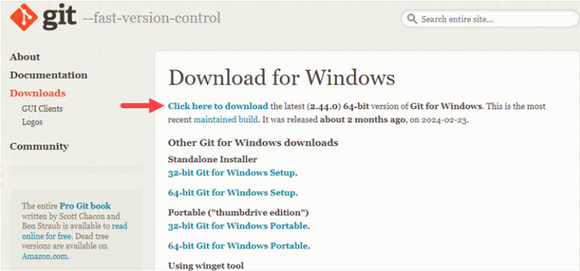 git --fast-version-control
Search entire site...
About
Documentation
Downloads
GUI Clients
Logos
Community
The entire Pro Git book
written by Scott Chacon and
Ben Straub is available to read
online for free. Dead tree
versions are available on
Amazon.com.
Download for Windows
Click here to download the latest (2.44.0) 64-bit version of Git for Windows. This is the most
recent maintained build. It was released about 2 months ago, on 2024-02-23.
Other Git for Windows downloads
Standalone Installer
32-bit Git for Windows Setup.
64-bit Git for Windows Setup.
Portable ("thumbdrive edition")
32-bit Git for Windows Portable.
64-bit Git for Windows Portable.
Using winget tool